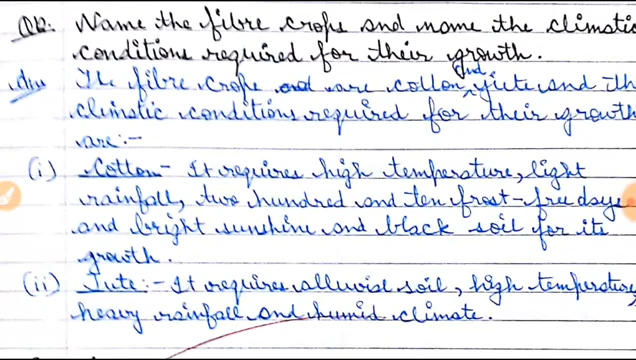 Q12: Name the fibre crops and name the climatic
conditions required for their growth.
Ans The fibre crops and are cotton and jute and th
climatic conditions required for their growth
are:-
(i) Cotton- It requires high temperature, light
rainfall, two hundred and ten frost-free days
and bright sunshine and black soil for its
growth.
(ii) Jute:- It requires alluvial soil, high temperature,
heavy rainfall and humid climate.